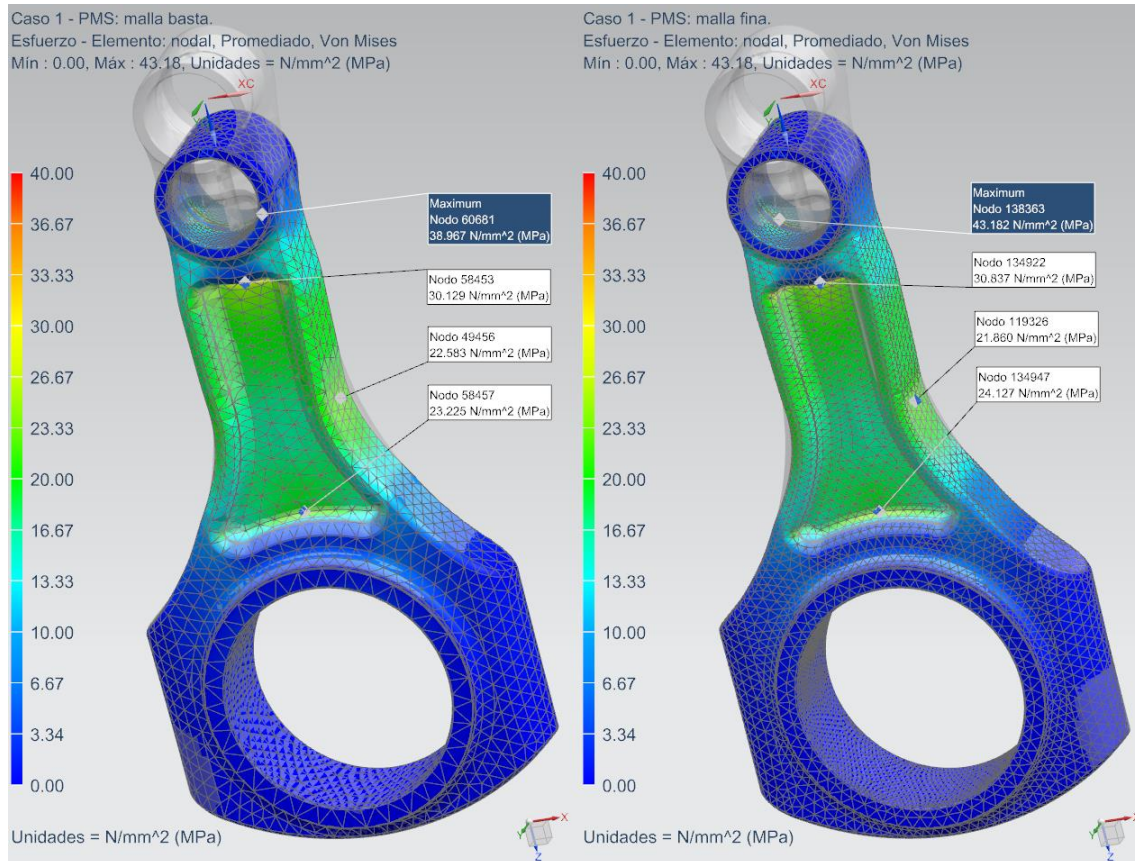 Caso 1 - PMS: malla basta.
Esfuerzo - Elemento: nodal, Promediado, Von Mises
Mín : 0.00, Máx : 43.18, Unidades = N/mm^2 (MPa)
XC
Y
40.00
36.67
33.33
30.00
26.67
23.33
20.00
16.67
13.33
10.00
6.67
3.34
0.00
Maximum
Nodo 60681
38.967 N/mm^2 (MPa)
Nodo 58453
30.129 N/mm^2 (MPa)
Nodo 49456
22.583 N/mm^2 (MPa)
Nodo 58457
23.225 N/mm^2 (MPa)
Unidades = N/mm^2 (MPa)
Y
X
Z
Caso 1 - PMS: malla fina.
Esfuerzo - Elemento: nodal, Promediado, Von Mises
Mín : 0.00, Máx : 43.18, Unidades = N/mm^2 (MPa)
XC
Y
40.00
36.67
33.33
30.00
26.67
23.33
20.00
16.67
13.33
10.00
6.67
3.34
0.00
Maximum
Nodo 138363
43.182 N/mm^2 (MPa)
Nodo 134922
30.837 N/mm^2 (MPa)
Nodo 119326
21.860 N/mm^2 (MPa)
Nodo 134947
24.127 N/mm^2 (MPa)
Unidades = N/mm^2 (MPa)
Y
X
Z